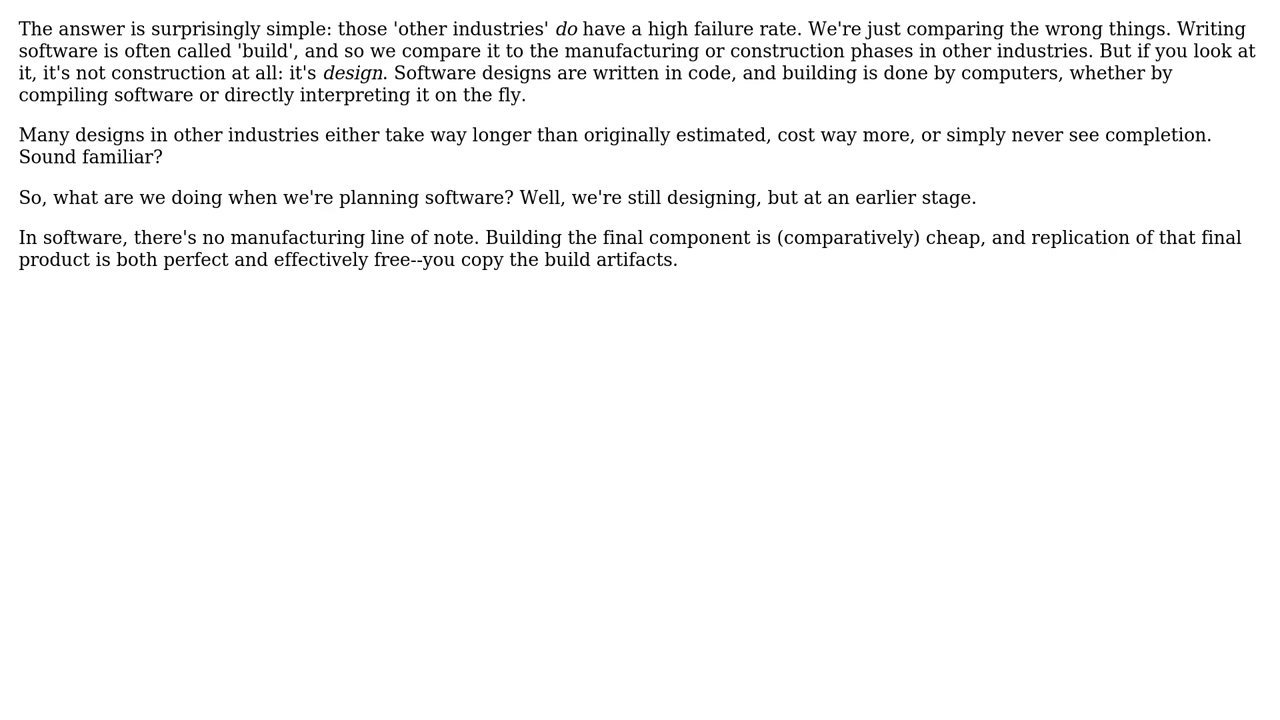 The answer is surprisingly simple: those 'other industries' do have a high failure rate. We're just comparing the wrong things. Writing
software is often called 'build', and so we compare it to the manufacturing or construction phases in other industries. But if you look at
it, it's not construction at all: it's design. Software designs are written in code, and building is done by computers, whether by
compiling software or directly interpreting it on the fly.
Many designs in other industries either take way longer than originally estimated, cost way more, or simply never see completion.
Sound familiar?
So, what are we doing when we're planning software? Well, we're still designing, but at an earlier stage.
In software, there's no manufacturing line of note. Building the final component is (comparatively) cheap, and replication of that final
product is both perfect and effectively free--you copy the build artifacts.